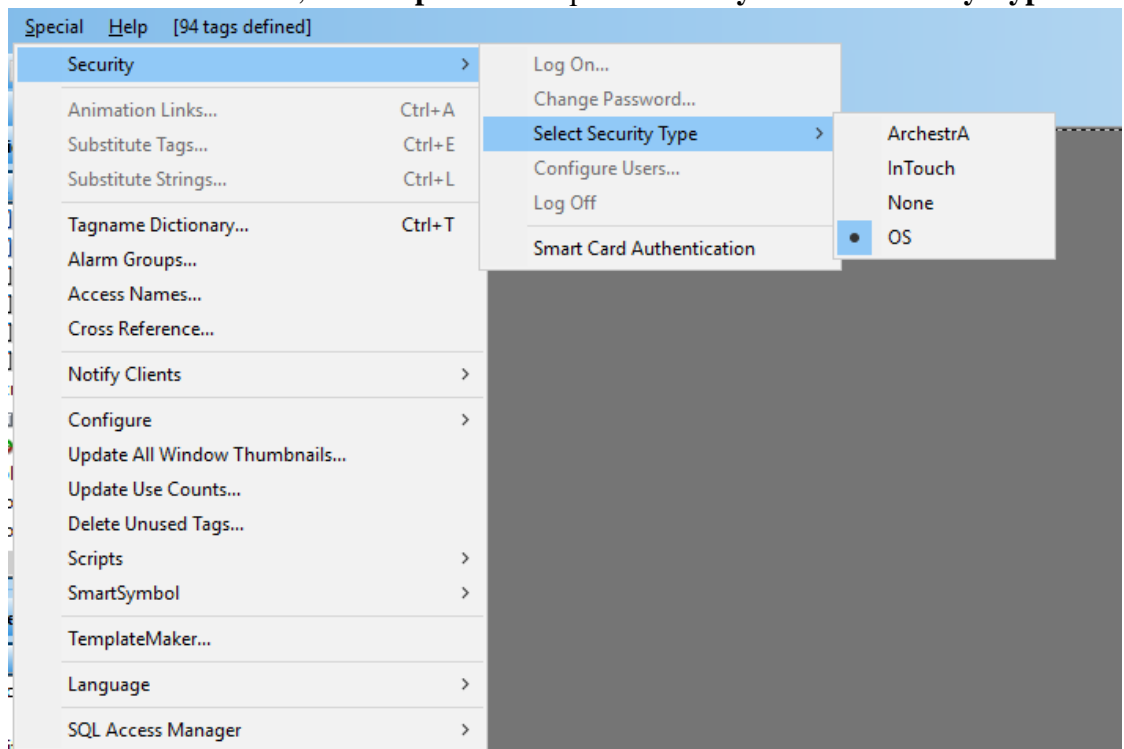 Special Help [94 tags defined]
Security
Log On...
Animation Links... Ctrl+A
Change Password...
Substitute Tags... Ctrl+E
Select Security Type
ArchestrA
Substitute Strings... Ctrl+L
Configure Users...
InTouch
Log Off
None
Tagname Dictionary... Ctrl+T
Smart Card Authentication
OS
Alarm Groups...
Access Names...
Cross Reference...
Notify Clients
Configure
Update All Window Thumbnails...
Update Use Counts...
Delete Unused Tags...
Scripts
SmartSymbol
TemplateMaker...
Language
SQL Access Manager